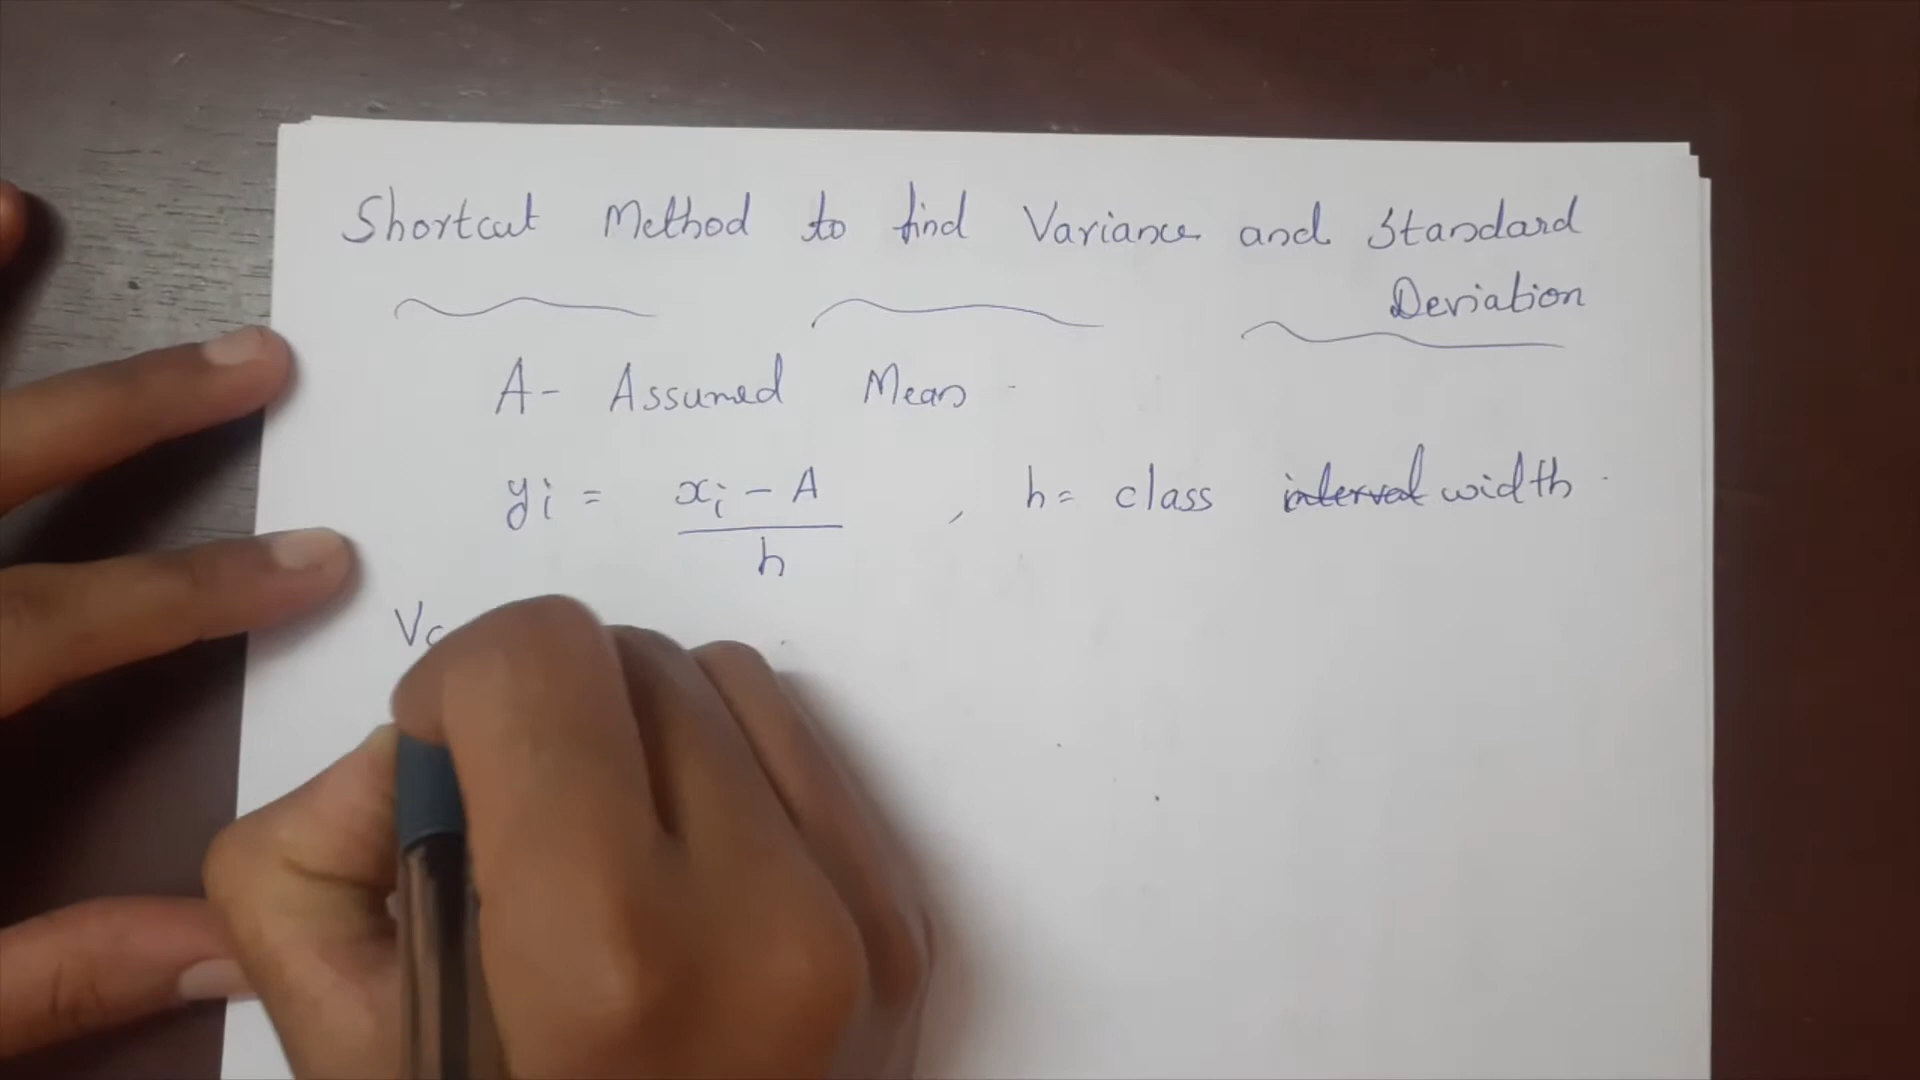 Shortcut Method to find Variance and Standard
Deviation
A- Assumed Mean
yi = xi - A / h , h = class interval width